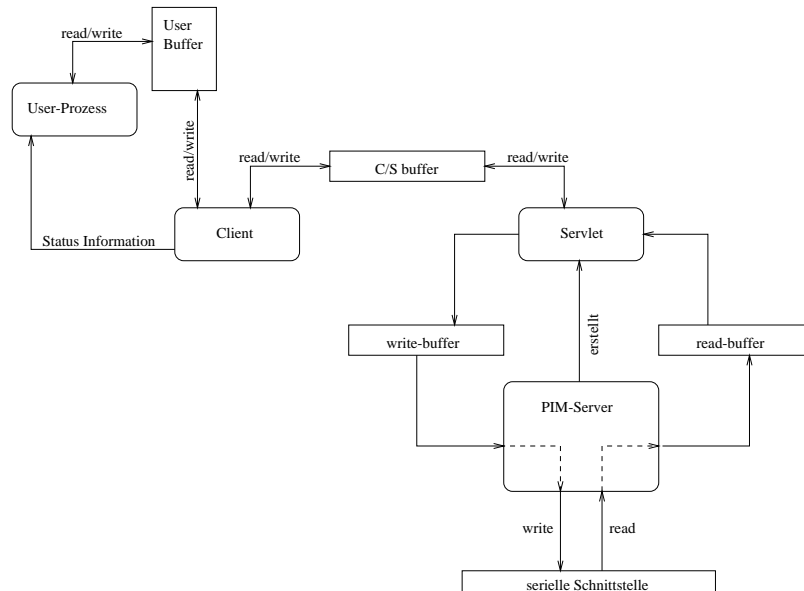 User
Buffer
read/write
User-Prozess
read/write
read/write
C/S buffer
read/write
Status Information
Client
Servlet
write-buffer
erstellt
read-buffer
PIM-Server
write
read
serielle Schnittstelle